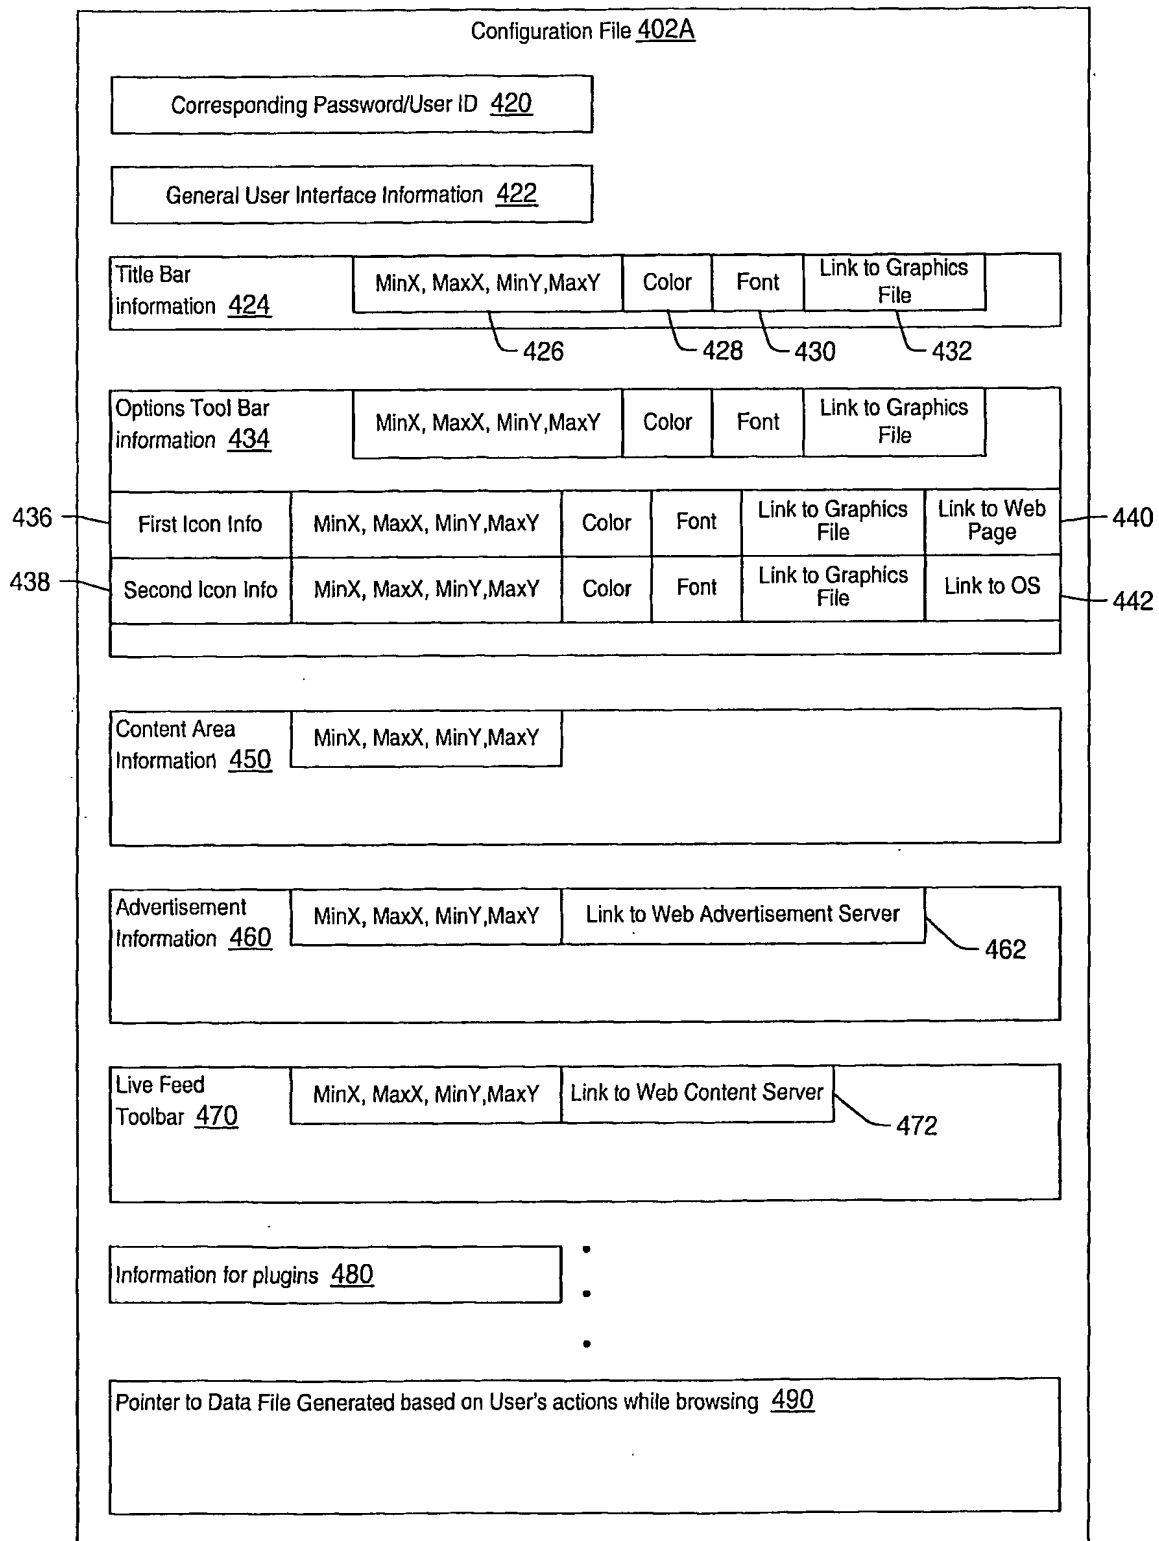 Configuration File 402A
Corresponding Password/User ID 420
General User Interface Information 422
Title Bar
information 424
MinX, MaxX, MinY,MaxY
Color
Font
Link to Graphics
File
426
428
430
432
Options Tool Bar
information 434
MinX, MaxX, MinY,MaxY
Color
Font
Link to Graphics
File
436
First Icon Info
MinX, MaxX, MinY,MaxY
Color
Font
Link to Graphics
File
Link to Web
Page
440
438
Second Icon Info
MinX, MaxX, MinY,MaxY
Color
Font
Link to Graphics
File
Link to OS
442
Content Area
Information 450
MinX, MaxX, MinY,MaxY
Advertisement
Information 460
MinX, MaxX, MinY,MaxY
Link to Web Advertisement Server
462
Live Feed
Toolbar 470
MinX, MaxX, MinY,MaxY
Link to Web Content Server
472
Information for plugins 480
Pointer to Data File Generated based on User's actions while browsing 490